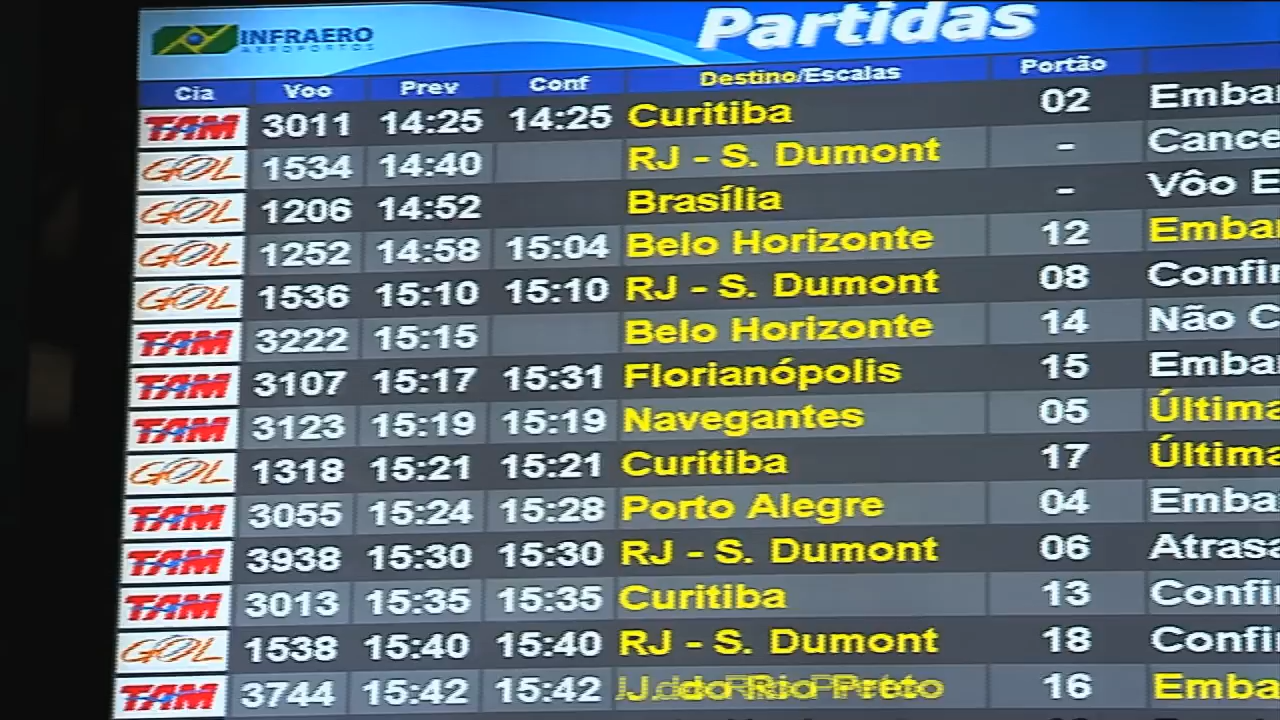 INFRAERO Partidas
AEROPORTOS
Cia Voo Prev Conf Destino/Escalas Portão
TAM 3011 14:25 14:25 Curitiba 02 Embar
GOL 1534 14:40 RJ - S. Dumont - Cance
GOL 1206 14:52 Brasília - Vôo E
GOL 1252 14:58 15:04 Belo Horizonte 12 Embar
GOL 1536 15:10 15:10 RJ - S. Dumont 08 Confir
TAM 3222 15:15 Belo Horizonte 14 Não C
TAM 3107 15:17 15:31 Florianópolis 15 Embar
TAM 3123 15:19 15:19 Navegantes 05 Última
GOL 1318 15:21 15:21 Curitiba 17 Última
TAM 3055 15:24 15:28 Porto Alegre 04 Emba
TAM 3938 15:30 15:30 RJ - S. Dumont 06 Atrasa
TAM 3013 15:35 15:35 Curitiba 13 Confi
GOL 1538 15:40 15:40 RJ - S. Dumont 18 Confi
TAM 3744 15:42 15:42 Rio Preto 16 Emba